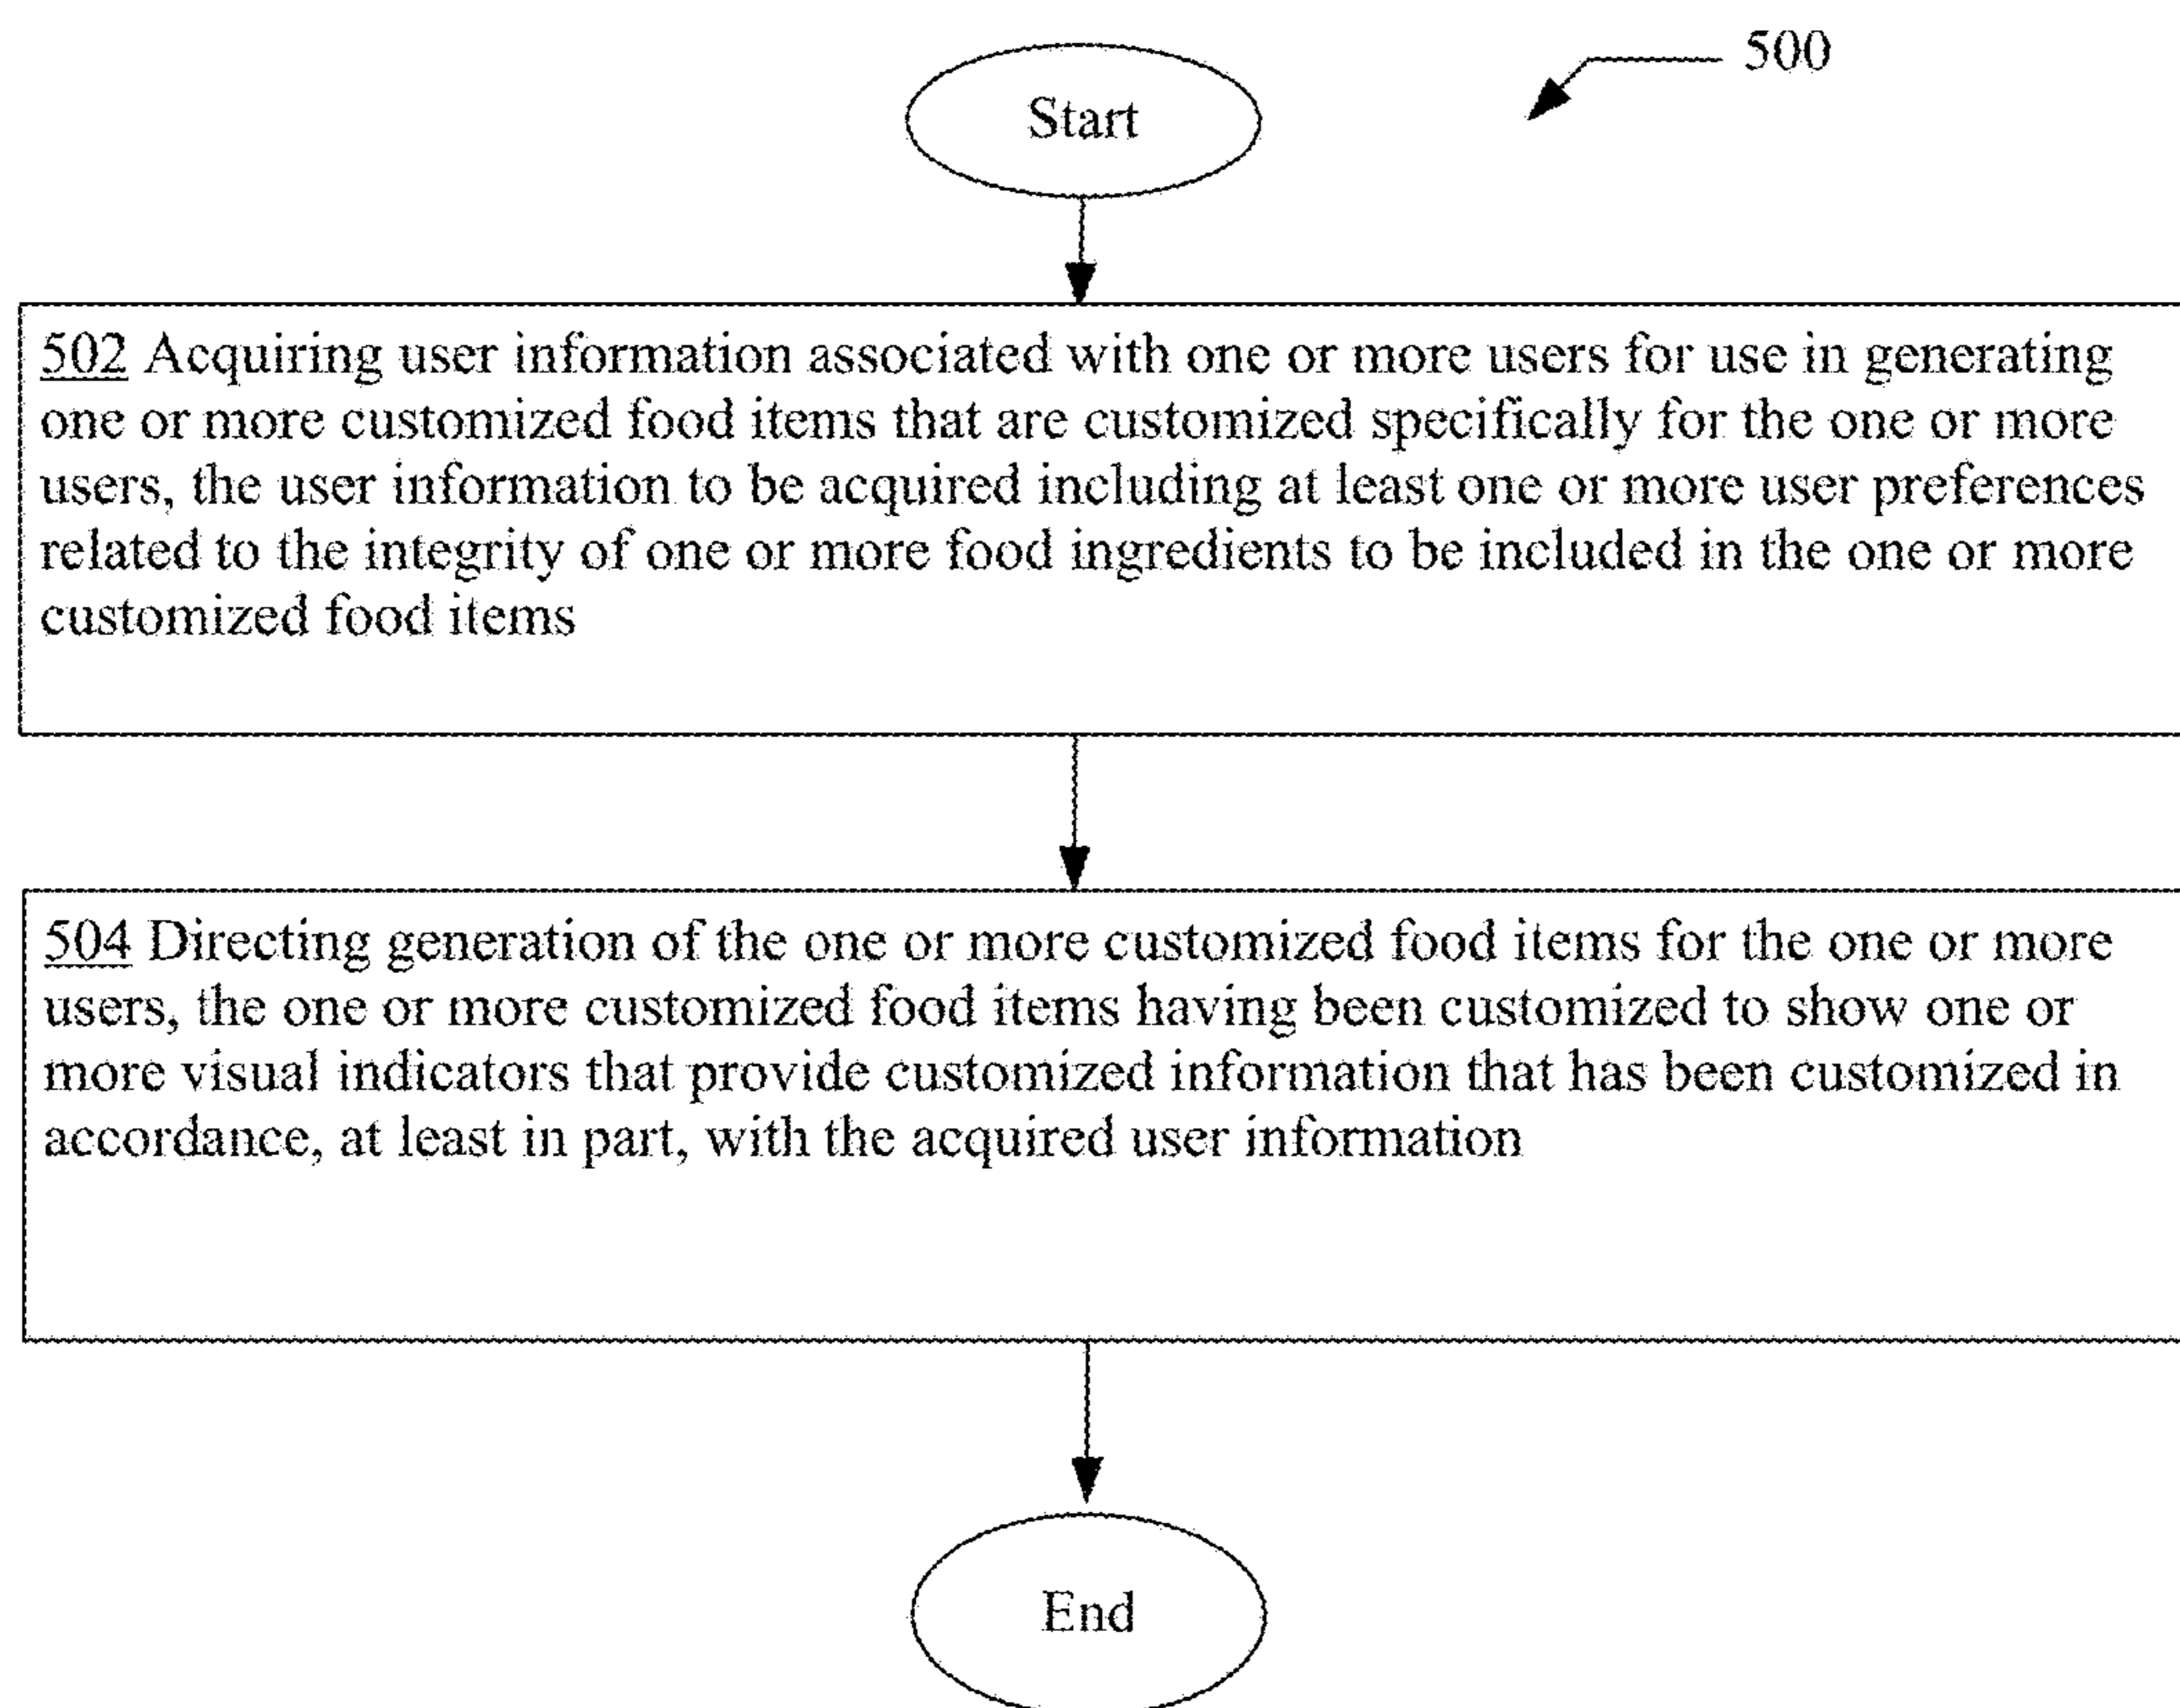 500
Start
502 Acquiring user information associated with one or more users for use in generating
one or more customized food items that are customized specifically for the one or more
users, the user information to be acquired including at least one or more user preferences
related to the integrity of one or more food ingredients to be included in the one or more
customized food items
504 Directing generation of the one or more customized food items for the one or more
users, the one or more customized food items having been customized to show one or
more visual indicators that provide customized information that has been customized in
accordance, at least in part, with the acquired user information
End